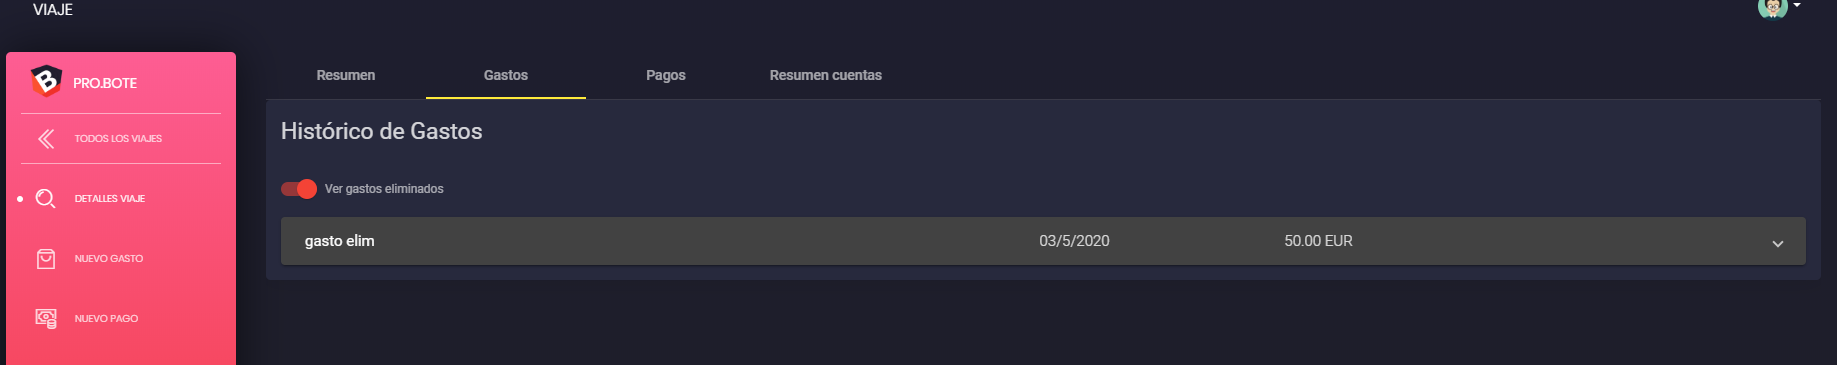 VIAJE
PRO.BOTE
TODOS LOS VIAJES
DETALLES VIAJE
NUEVO GASTO
NUEVO PAGO
Resumen Gastos Pagos Resumen cuentas
Histórico de Gastos
Ver gastos eliminados
gasto elim 03/5/2020 50.00 EUR